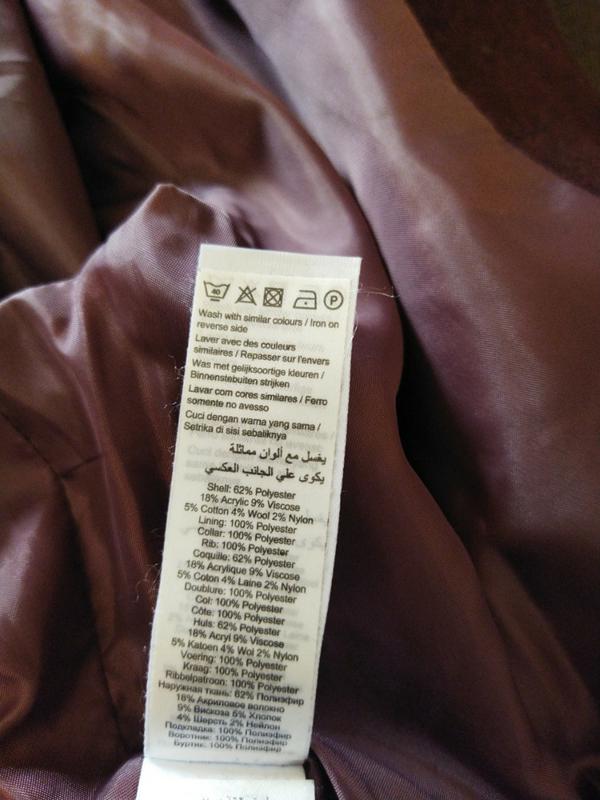 40
P
Wash with similar colours / Iron on
reverse side
Laver avec des couleurs
similaires / Repasser sur l'envers
Was met gelijksoortige kleuren /
Binnenstebuiten strijken
Lavar com cores similares / Ferro
somente no avesso
Cuci dengan warna yang sama /
Setrika di sisi sebaliknya
يغسل مع ألوان مماثلة
يكوى علي الجانب العكسي
Shell: 62% Polyester
18% Acrylic 9% Viscose
5% Cotton 4% Wool 2% Nylon
Lining: 100% Polyester
Collar: 100% Polyester
Rib: 100% Polyester
Coquille: 62% Polyester
18% Acrylique 9% Viscose
5% Coton 4% Laine 2% Nylon
Doublure: 100% Polyester
Col: 100% Polyester
Côte: 100% Polyester
Huls: 62% Polyester
18% Acryl 9% Viscose
5% Katoen 4% Wol 2% Nylon
Voering: 100% Polyester
Kraag: 100% Polyester
Ribbelpatroon: 100% Polyester
Наружная ткань: 62% Полиэфир
18% Акриловое волокно
9% Вискоза 5% Хлопок
4% Шерсть 2% Нейлон
Подкладка: 100% Полиэфир
Воротник: 100% Полиэфир
Буртик: 100% Полиэфир